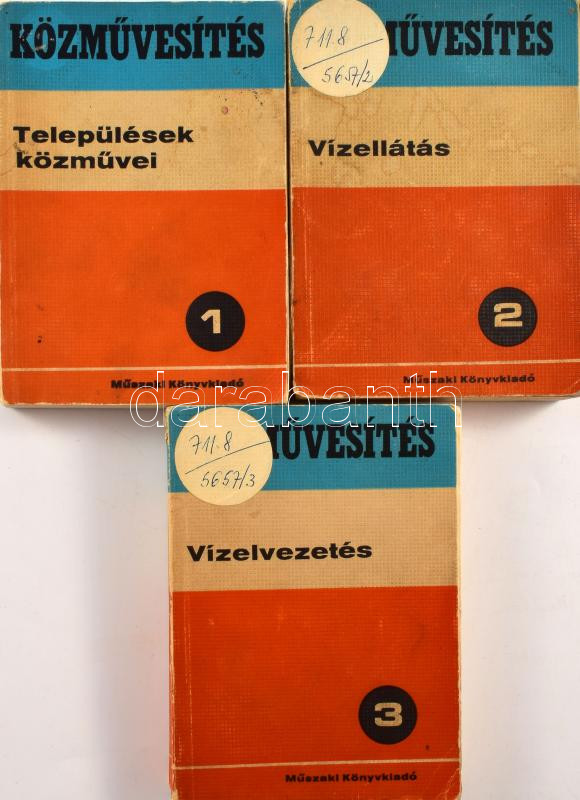 KÖZMŰVESÍTÉS
Települések
közművei
1
Műszaki Könyvkiadó
711.8
5657/2
MŰVESÍTÉS
Vízellátás
2
Műszaki Könyvkiadó
darabanth
711.8
5657/3
MŰVESÍTÉS
Vízelvezetés
3
Műszaki Könyvkiadó